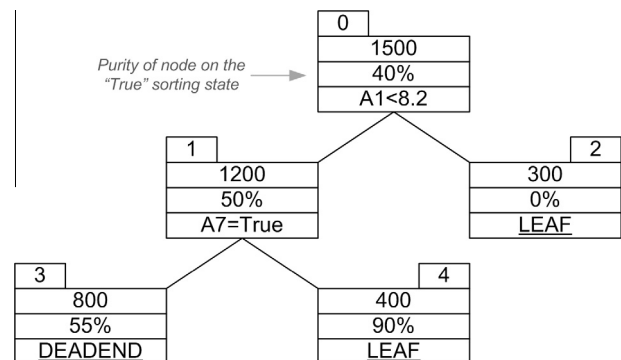 0
1500
Purity of node on the
“True” sorting state
40%
A1<8.2
1
2
1200
300
50%
0%
A7=True
LEAF
3
4
800
400
55%
90%
DEADEND
LEAF